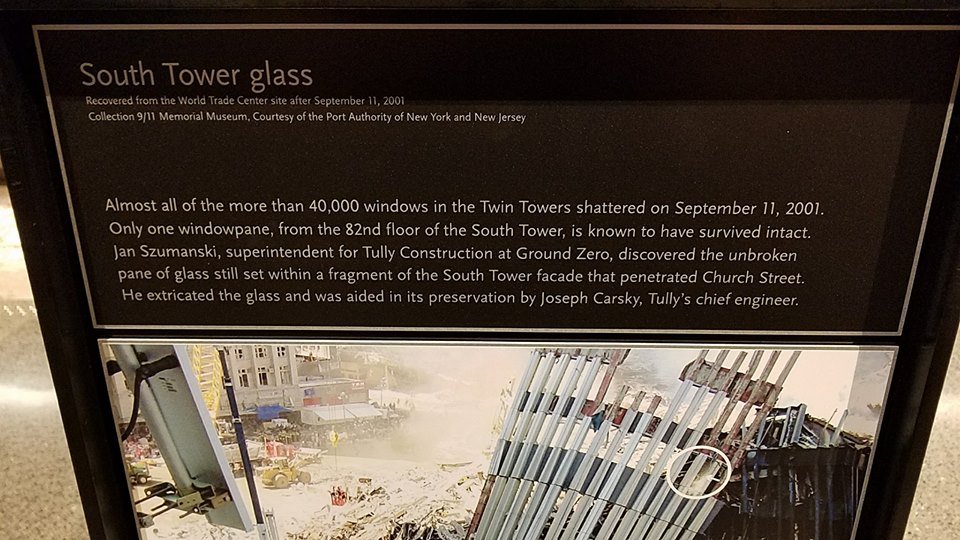 South Tower glass
Recovered from the World Trade Center site after September 11, 2001
Collection 9/11 Memorial Museum, Courtesy of the Port Authority of New York and New Jersey
Almost all of the more than 40,000 windows in the Twin Towers shattered on September 11, 2001.
Only one windowpane, from the 82nd floor of the South Tower, is known to have survived intact.
Jan Szumanski, superintendent for Tully Construction at Ground Zero, discovered the unbroken
pane of glass still set within a fragment of the South Tower facade that penetrated Church Street.
He extricated the glass and was aided in its preservation by Joseph Carsky, Tully's chief engineer.